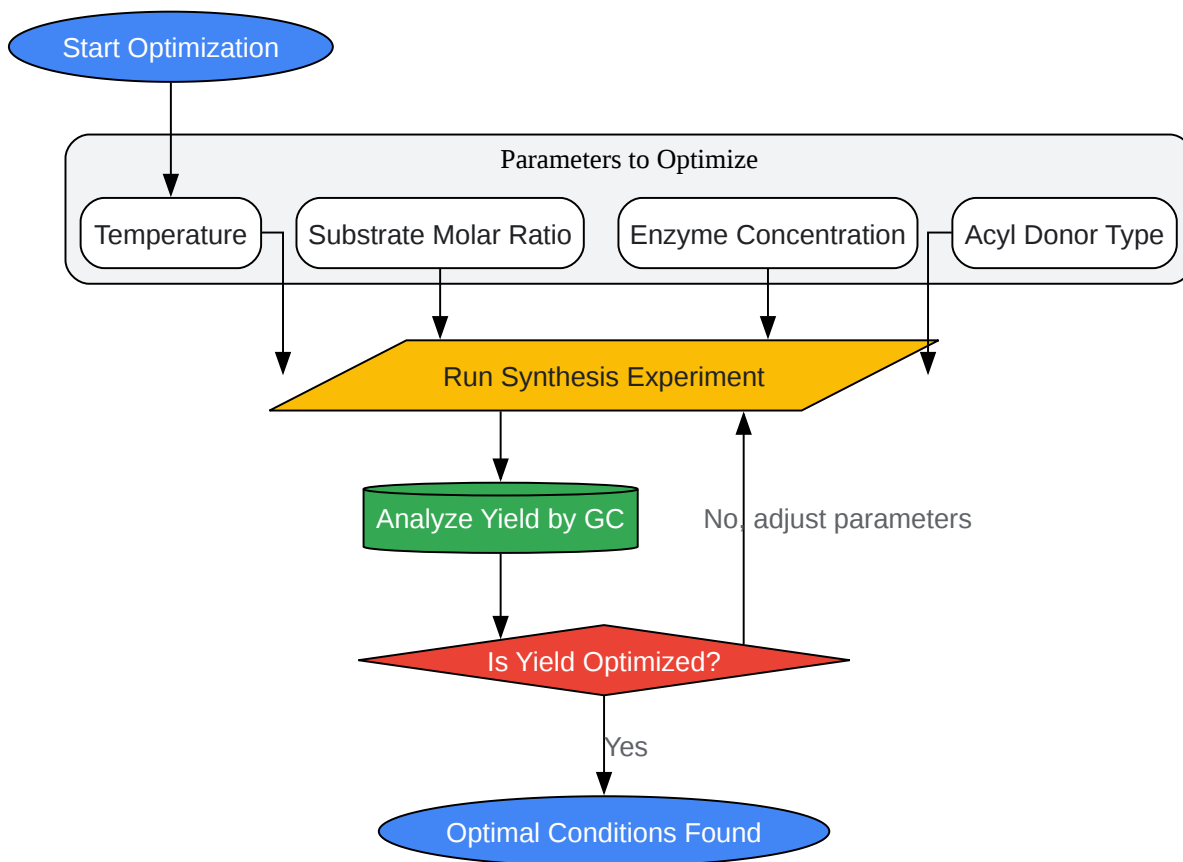 Start Optimization
Parameters to Optimize
Temperature
Substrate Molar Ratio
Enzyme Concentration
Acyl Donor Type
Run Synthesis Experiment
Analyze Yield by GC
No, adjust parameters
Is Yield Optimized?
Yes
Optimal Conditions Found